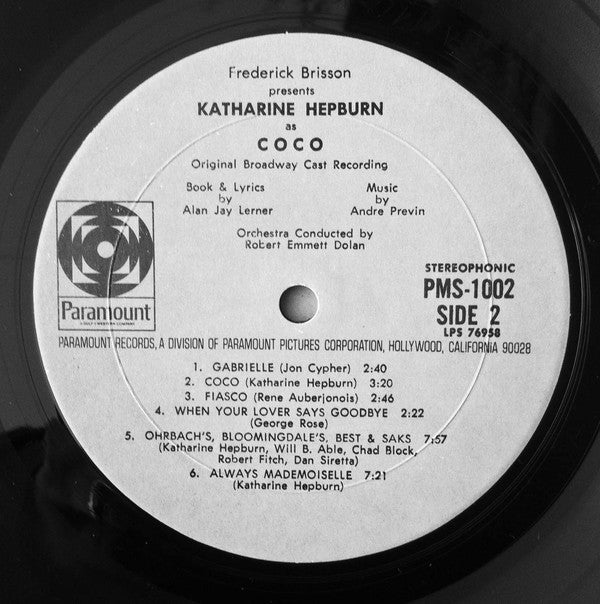 Frederick Brisson
presents
KATHARINE HEPBURN
as
COCO
Original Broadway Cast Recording
Book & Lyrics
by
Alan Jay Lerner
Music
by
Andre Previn
Orchestra Conducted by
Robert Emmett Dolan
Paramount
A GULF + WESTERN COMPANY
STEREOPHONIC
PMS-1002
SIDE 2
LPS 76958
PARAMOUNT RECORDS, A DIVISION OF PARAMOUNT PICTURES CORPORATION, HOLLYWOOD, CALIFORNIA 90028
1. GABRIELLE (Jon Cypher) 2:40
2. COCO (Katharine Hepburn) 3:20
3. FIASCO (Rene Auberjonois) 2:46
4. WHEN YOUR LOVER SAYS GOODBYE 2:22
(George Rose)
5. OHRBACH'S, BLOOMINGDALE'S, BEST & SAKS 7:57
(Katharine Hepburn, Will B. Able, Chad Block,
Robert Fitch, Dan Siretta)
6. ALWAYS MADEMOISELLE 7:21
(Katharine Hepburn)